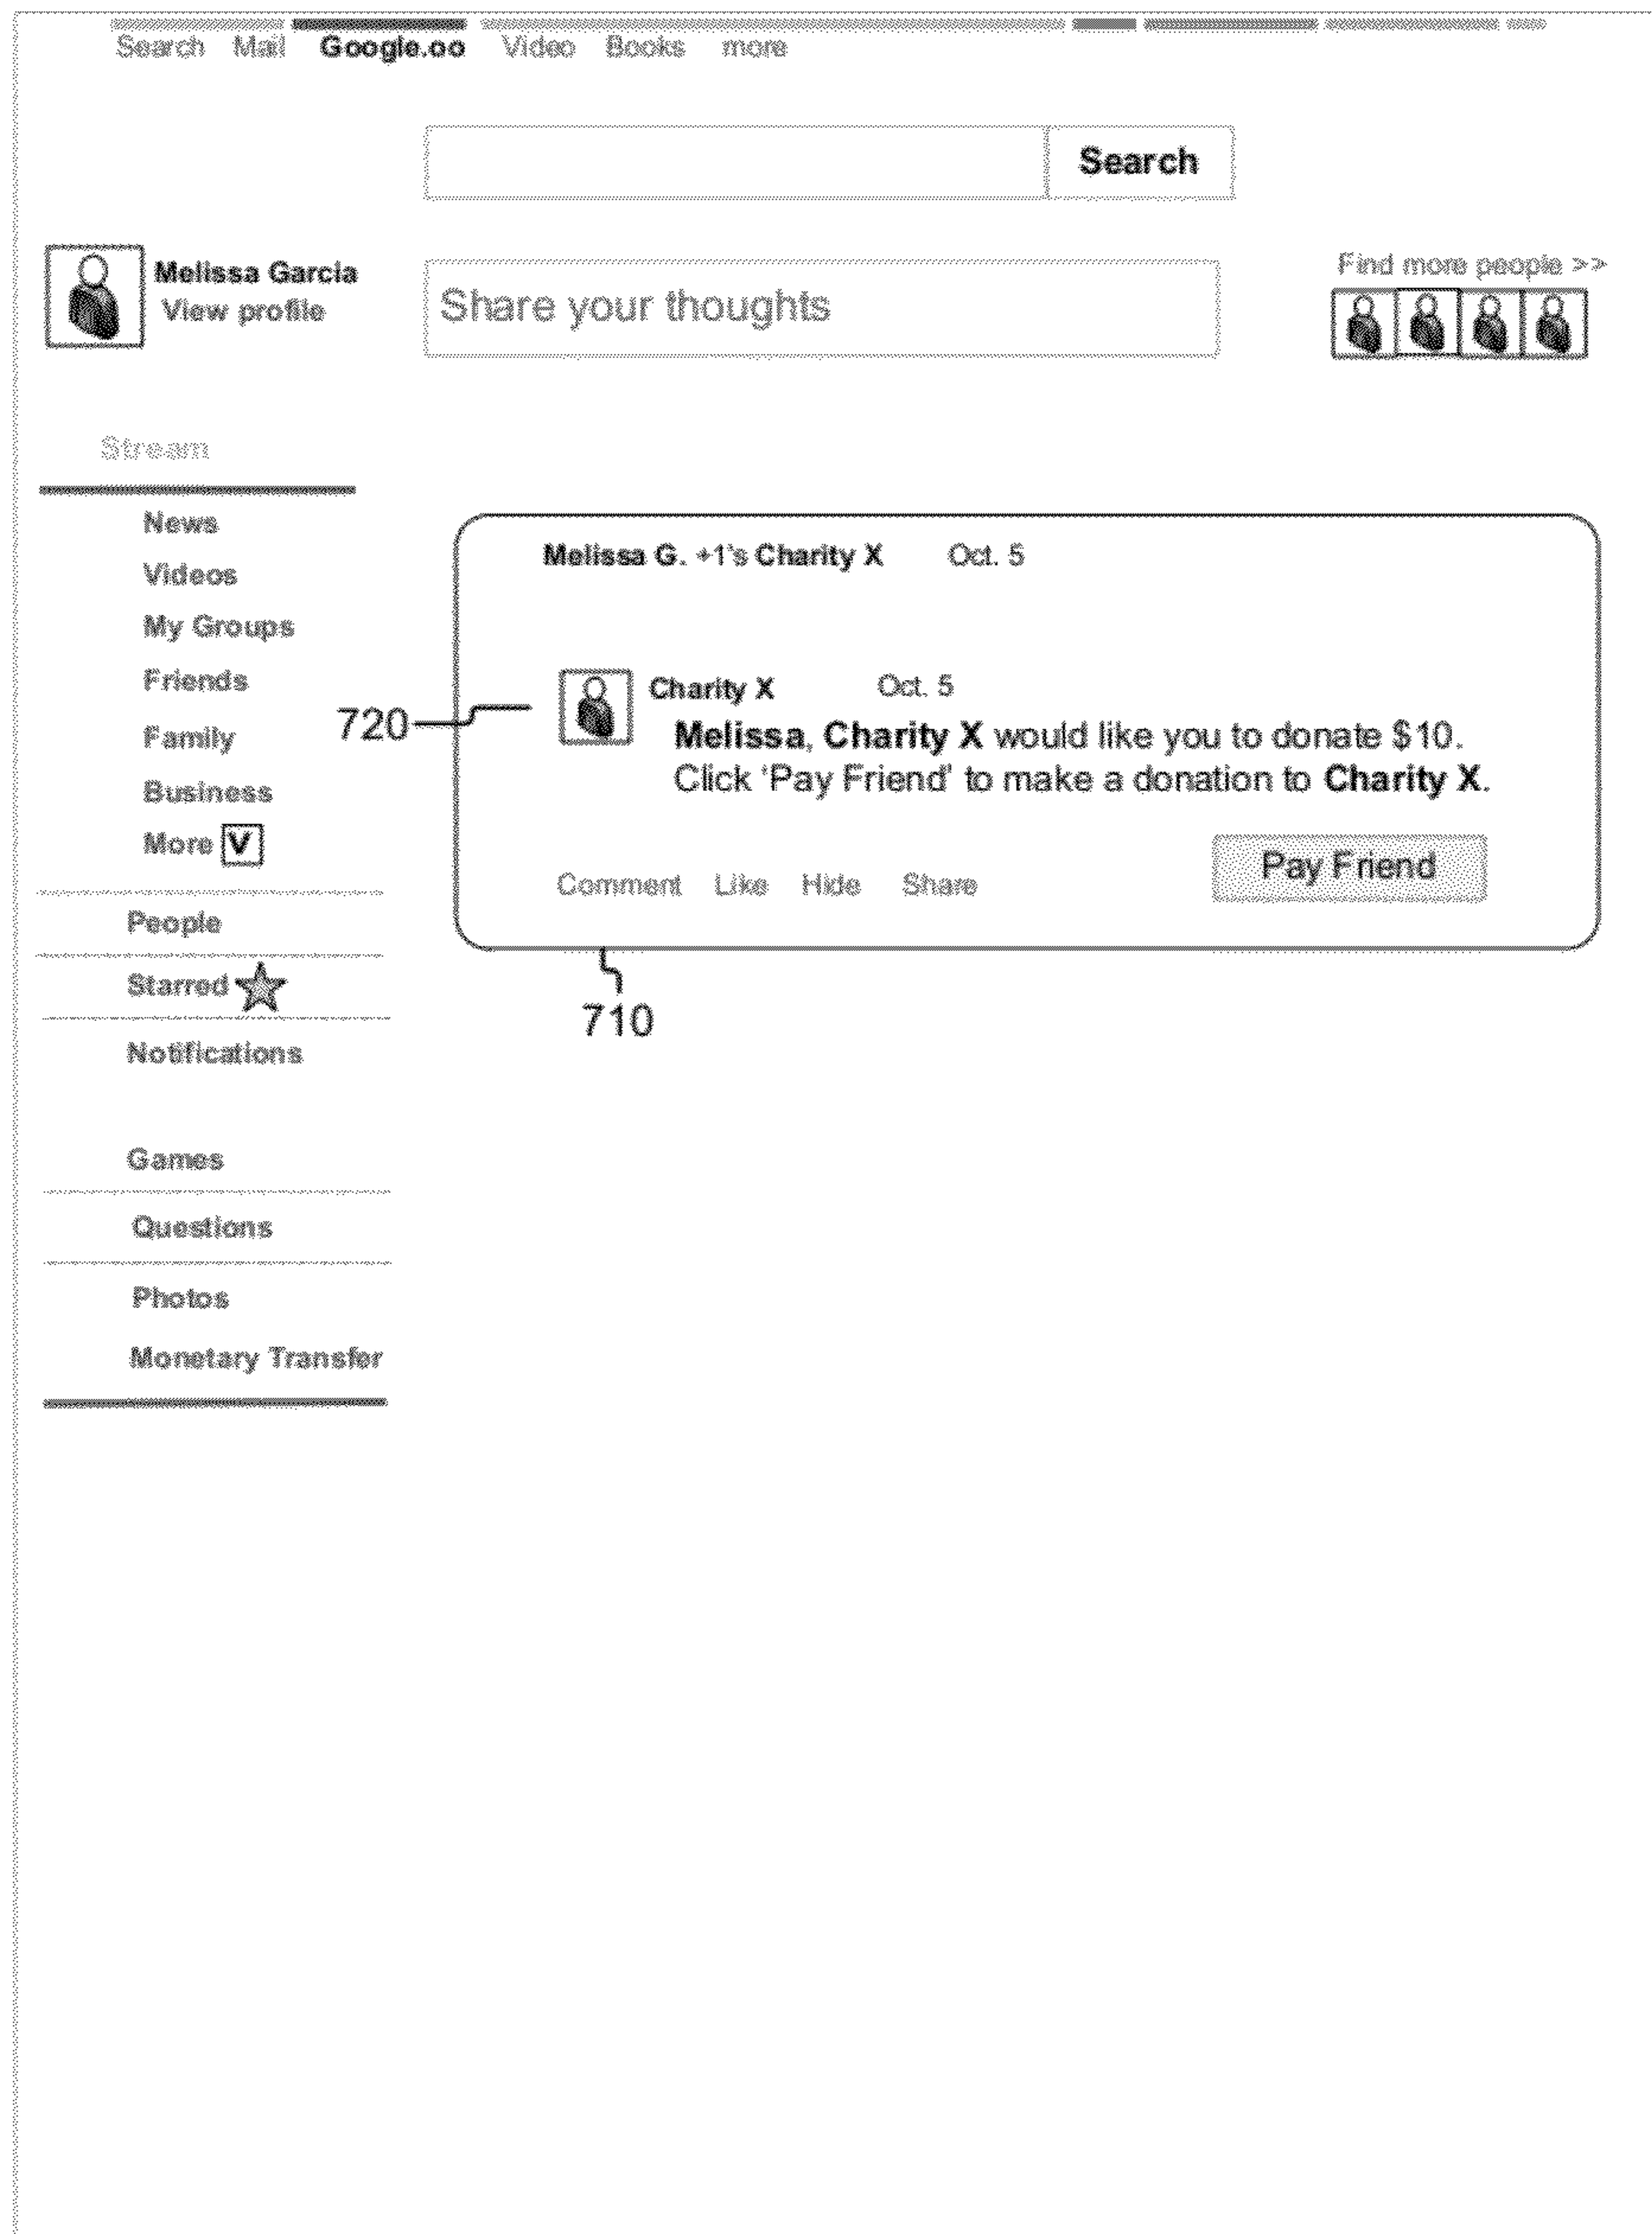 Search Mail Google.oo Video Books more
Search
Melissa Garcia
View profile
Share your thoughts
Find more people >>
Stream
News
Videos
My Groups
Friends
Family
Business
More V
People
Starred
Notifications
Games
Questions
Photos
Monetary Transfer
Melissa G. +1's Charity X Oct. 5
720
Charity X Oct. 5
Melissa, Charity X would like you to donate $10.
Click 'Pay Friend' to make a donation to Charity X.
Pay Friend
Comment Like Hide Share
710